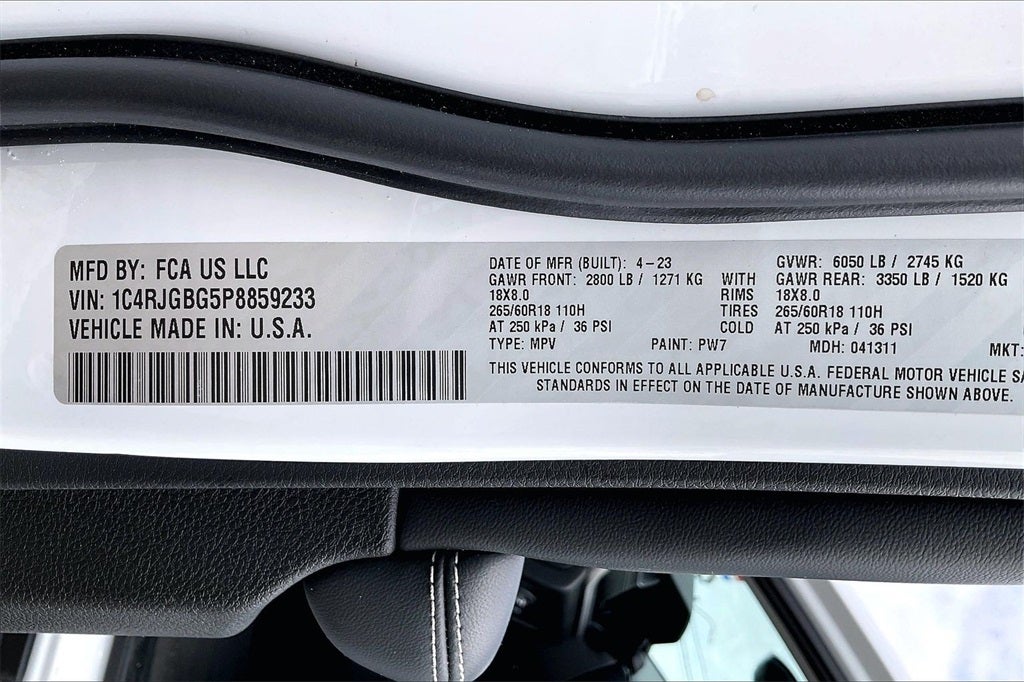 MFD BY: FCA US LLC
VIN: 1C4RJGBG5P8859233
VEHICLE MADE IN: U.S.A.
DATE OF MFR (BUILT): 4-23 GVWR: 6050 LB / 2745 KG
GAWR FRONT: 2800 LB / 1271 KG WITH GAWR REAR: 3350 LB / 1520 KG
18X8.0 RIMS 18X8.0
265/60R18 110H TIRES 265/60R18 110H
AT 250 kPa / 36 PSI COLD AT 250 kPa / 36 PSI
TYPE: MPV PAINT: PW7 MDH: 041311 MKT:
THIS VEHICLE CONFORMS TO ALL APPLICABLE U.S.A. FEDERAL MOTOR VEHICLE SA
STANDARDS IN EFFECT ON THE DATE OF MANUFACTURE SHOWN ABOVE.